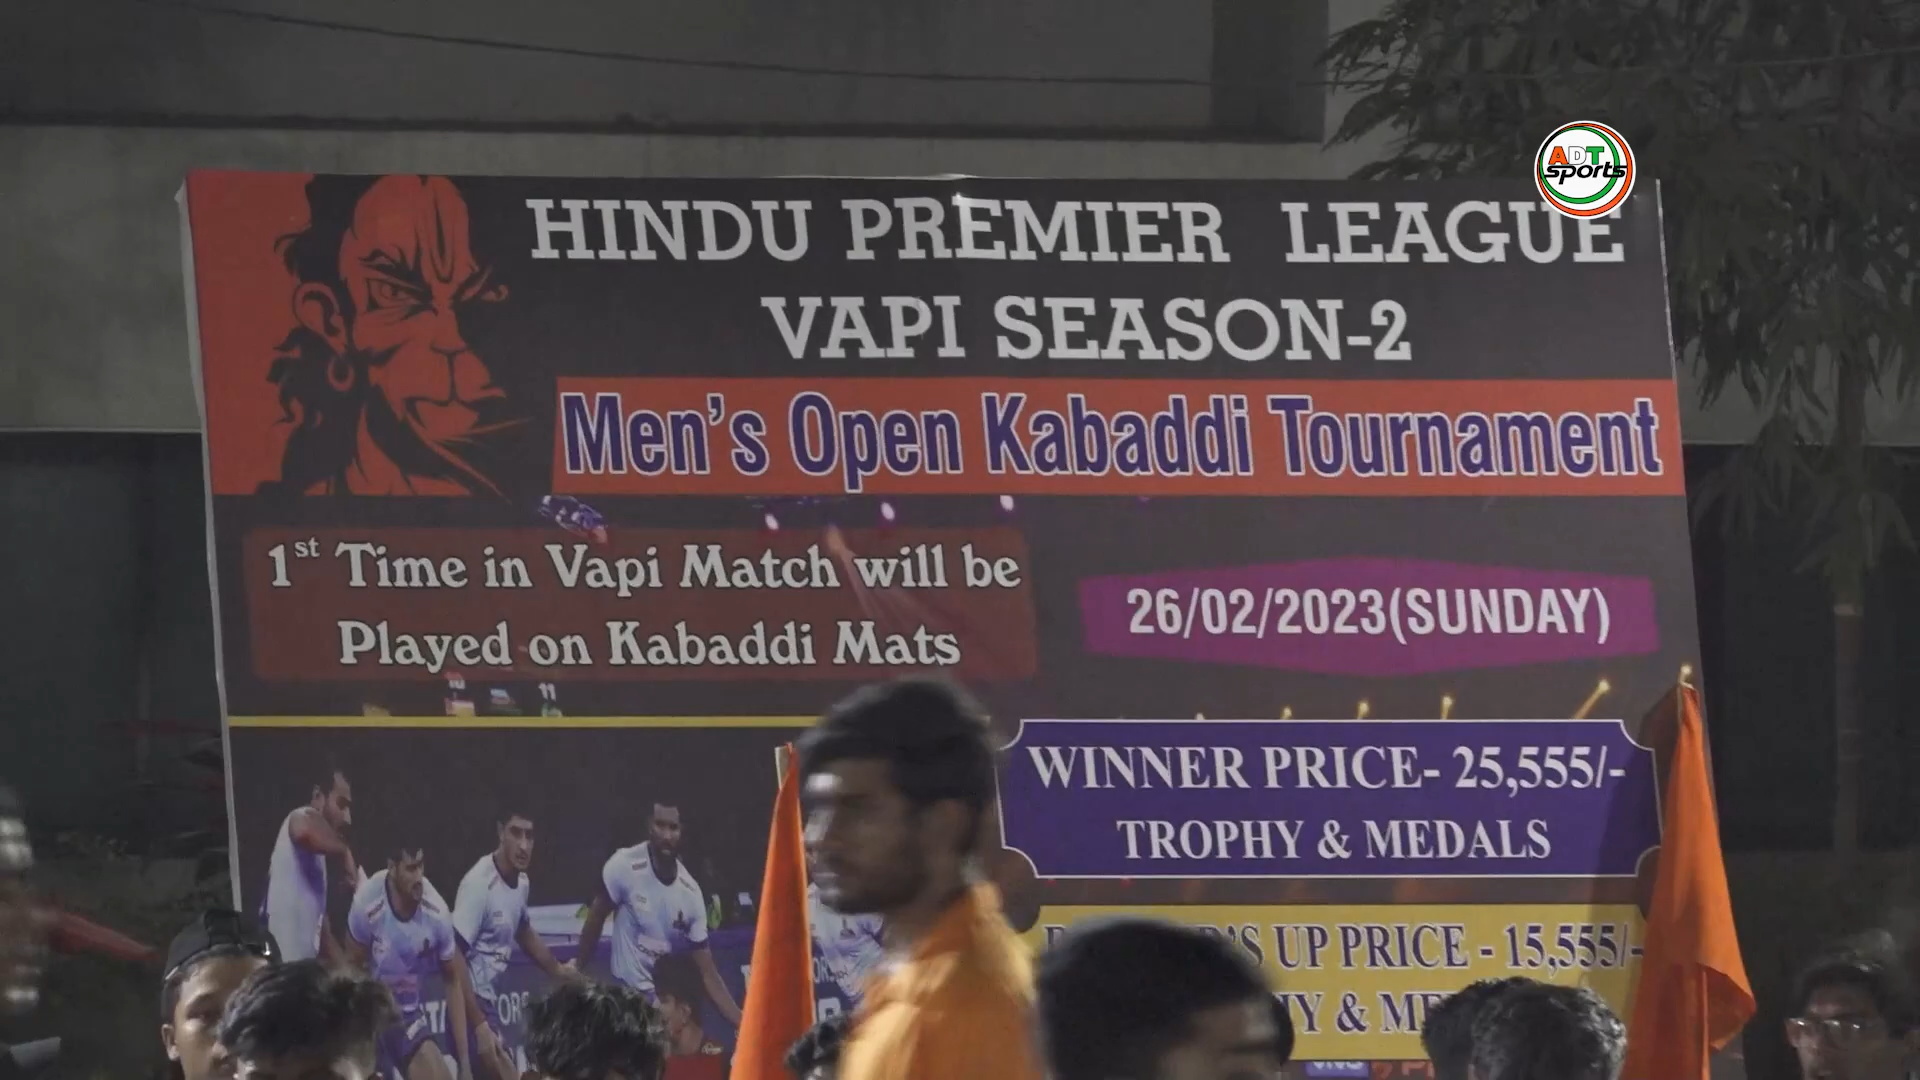 ADT
sports
HINDU PREMIER LEAGUE
VAPI SEASON-2
Men's Open Kabaddi Tournament
1st Time in Vapi Match will be
Played on Kabaddi Mats
26/02/2023(SUNDAY)
WINNER PRICE- 25,555/-
TROPHY & MEDALS
UP PRICE - 15,555/-
&
11